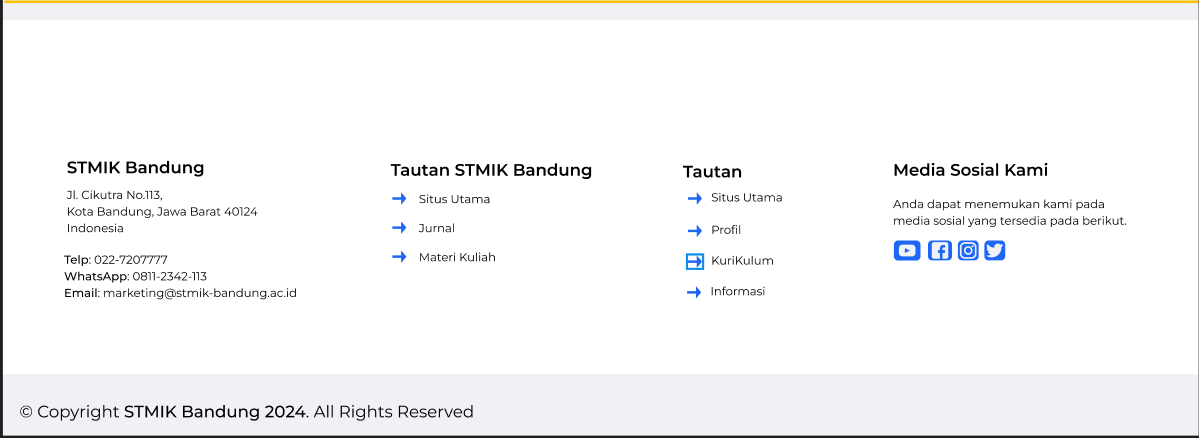 STMIK Bandung
Jl. Cikutra No.113,
Kota Bandung, Jawa Barat 40124
Indonesia
Telp: 022-7207777
WhatsApp: 0811-2342-113
Email: marketing@stmik-bandung.ac.id
Tautan STMIK Bandung
Situs Utama
Jurnal
Materi Kuliah
Tautan
Situs Utama
Profil
KuriKulum
Informasi
Media Sosial Kami
Anda dapat menemukan kami pada
media sosial yang tersedia pada berikut.
© Copyright STMIK Bandung 2024. All Rights Reserved